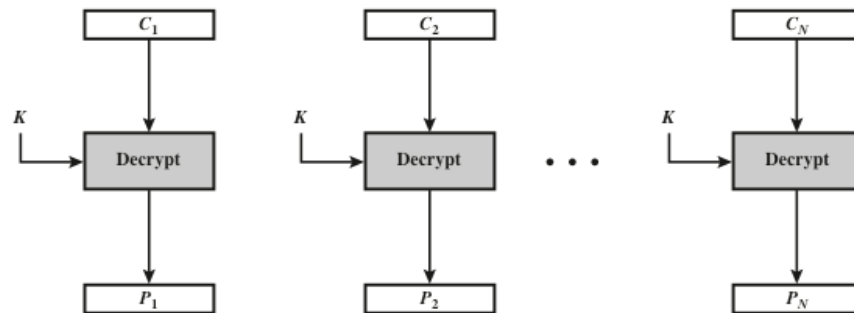 C1 C2 CN
K K K
Decrypt Decrypt • • • Decrypt
P1 P2 PN